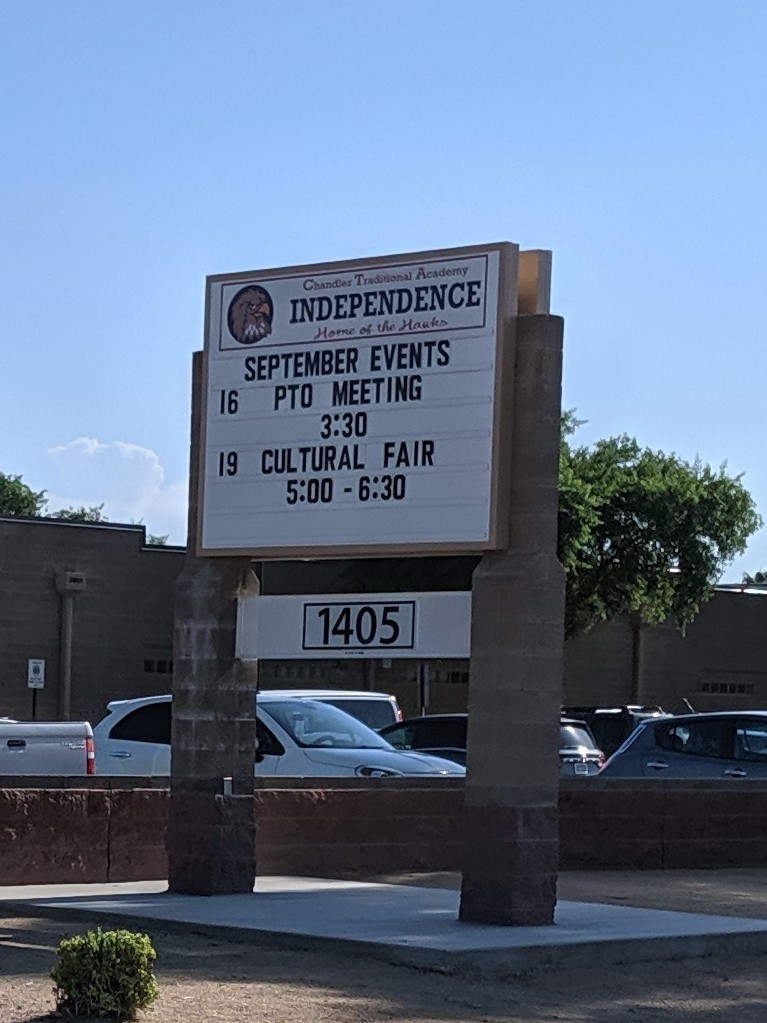 Chandler Traditional Academy
INDEPENDENCE
Home of the Hawks
SEPTEMBER EVENTS
16 PTO MEETING
3:30
19 CULTURAL FAIR
5:00 - 6:30
1405